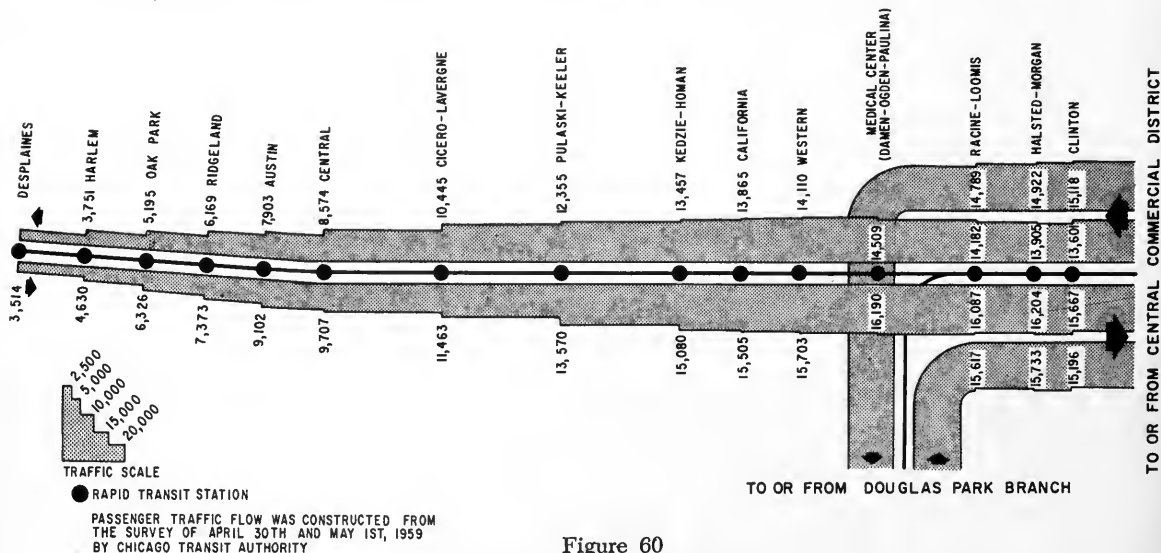 DESPLAINES
3,751 HARLEM
5,195 OAK PARK
6,169 RIDGELAND
7,903 AUSTIN
8,574 CENTRAL
10,445 CICERO-LAVERGNE
12,355 PULASKI-KEELER
13,457 KEDZIE-HOMAN
13,865 CALIFORNIA
14,110 WESTERN
MEDICAL CENTER
(DAMEN-OGDEN-PAULINA)
RACINE-LOOMIS
HALSTED-MORGAN
CLINTON
14,789
14,922
15,118
14,509
14,182
13,905
13,601
3,514
4,630
6,326
7,373
9,102
9,707
11,463
13,570
15,080
15,505
15,703
16,190
16,087
16,204
15,667
15,617
15,733
15,196
TO OR FROM CENTRAL COMMERCIAL DISTRICT
2,500
5,000
10,000
15,000
20,000
TRAFFIC SCALE
RAPID TRANSIT STATION
TO OR FROM DOUGLAS PARK BRANCH
PASSENGER TRAFFIC FLOW WAS CONSTRUCTED FROM
THE SURVEY OF APRIL 30TH AND MAY 1ST, 1959
BY CHICAGO TRANSIT AUTHORITY
Figure 60